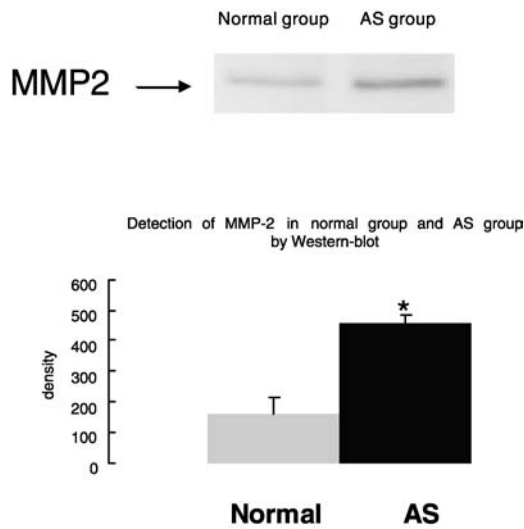 Normal group AS group
MMP2
Detection of MMP-2 in normal group and AS group
by Western-blot
600
500
400
300
200
100
0
density
*
Normal AS